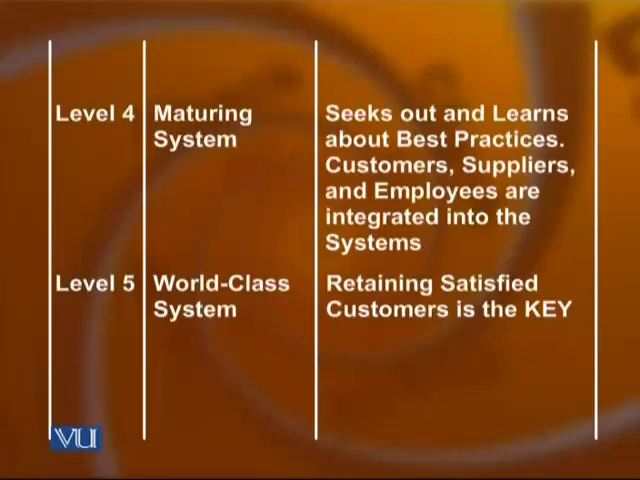 Level 4 Maturing Seeks out and Learns
System about Best Practices.
Customers, Suppliers,
and Employees are
integrated into the
Systems
Level 5 World-Class Retaining Satisfied
System Customers is the KEY
VU